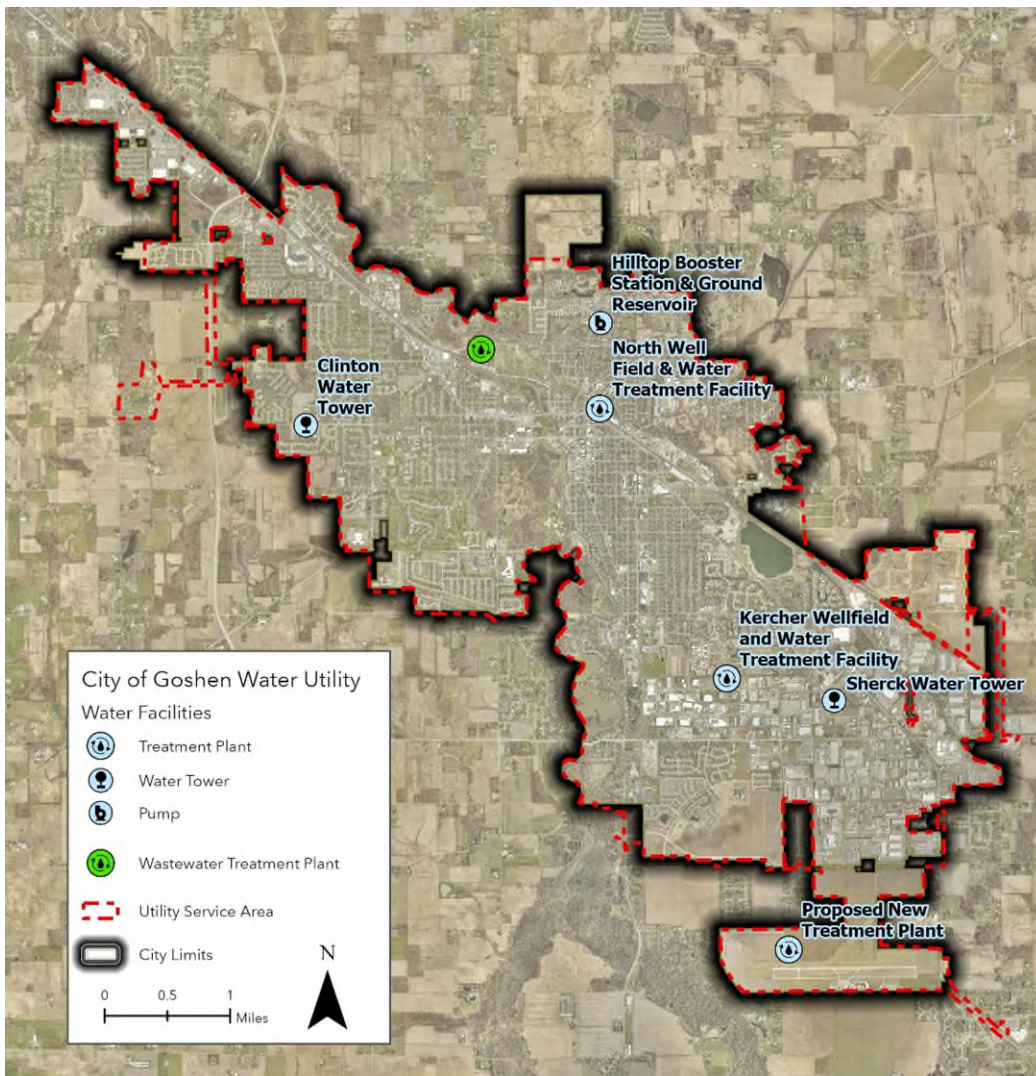 Hilltop Booster
Station & Ground
Reservoir
North Well
Field & Water
Treatment Facility
Clinton
Water
Tower
Kercher Wellfield
and Water
Treatment Facility
Sherck Water Tower
Proposed New
Treatment Plant
City of Goshen Water Utility
Water Facilities
Treatment Plant
Water Tower
Pump
Wastewater Treatment Plant
Utility Service Area
City Limits
N
0 0.5 1
Miles